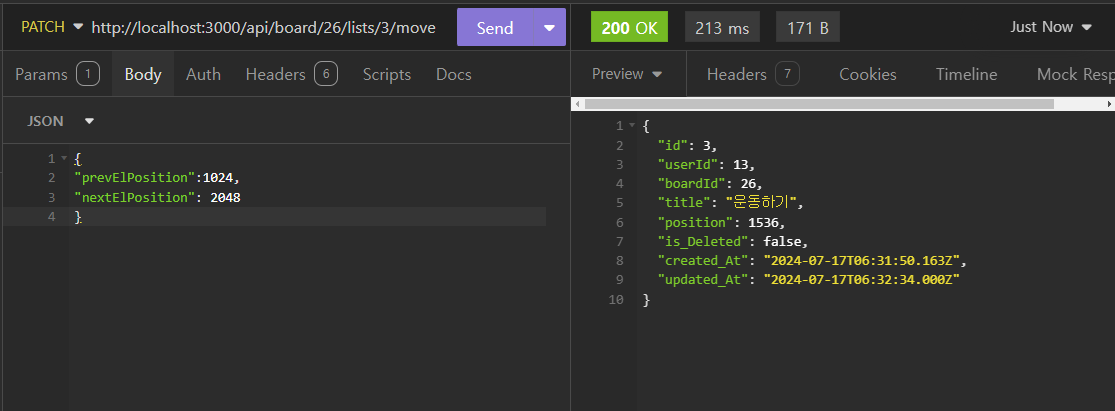 PATCH http://localhost:3000/api/board/26/lists/3/move Send
Params 1 Body Auth Headers 6 Scripts Docs
JSON
1 {
2 "prevElPosition":1024,
3 "nextElPosition": 2048
4 }
200 OK 213 ms 171 B Just Now
Preview Headers 7 Cookies Timeline Mock Resp
1 {
2 "id": 3,
3 "userId": 13,
4 "boardId": 26,
5 "title": "운동하기",
6 "position": 1536,
7 "is_Deleted": false,
8 "created_At": "2024-07-17T06:31:50.163Z",
9 "updated_At": "2024-07-17T06:32:34.000Z"
10 }